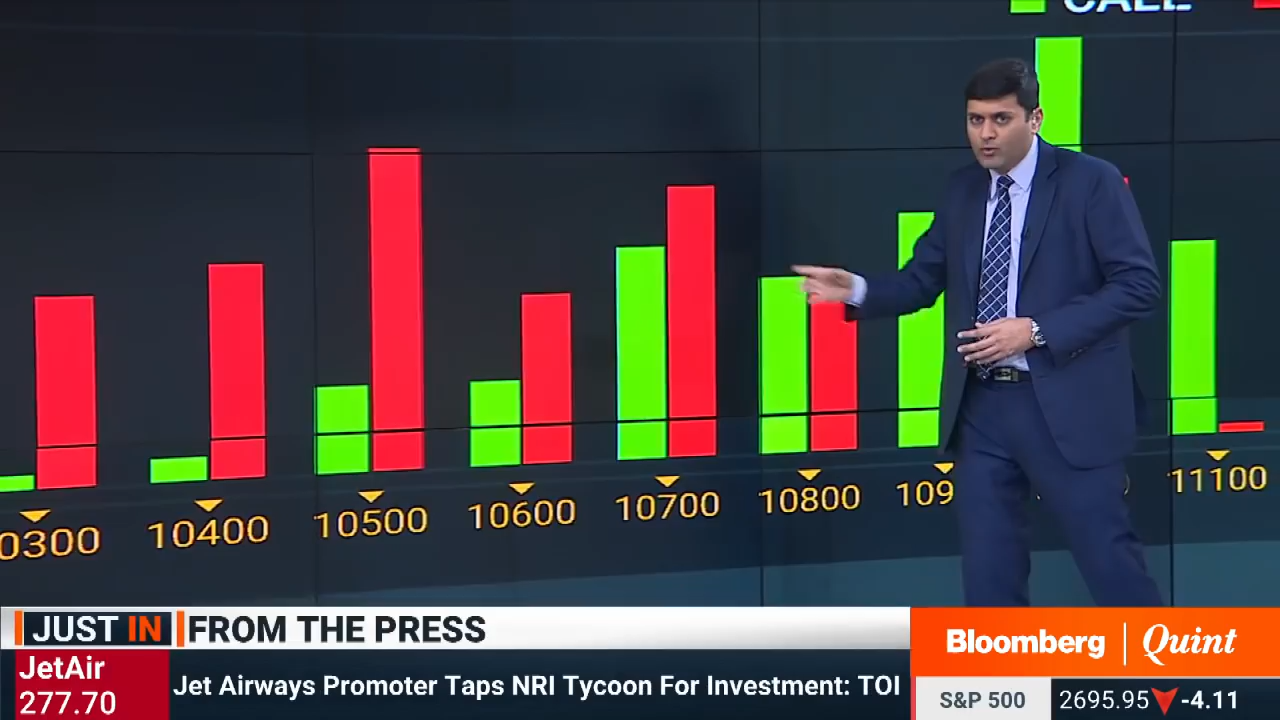 CALL
0300
10400
10500
10600
10700
10800
109
11100
JUST IN
FROM THE PRESS
JetAir
277.70
Jet Airways Promoter Taps NRI Tycoon For Investment: TOI
Bloomberg | Quint
S&P 500
2695.95
-4.11